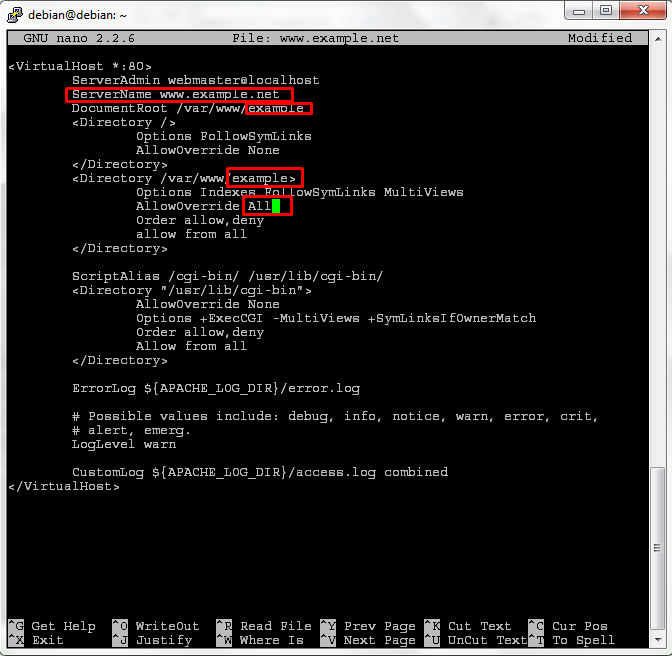 debian@debian: ~
GNU nano 2.2.6 File: www.example.net Modified
<VirtualHost *:80>
ServerAdmin webmaster@localhost
ServerName www.example.net
DocumentRoot /var/www/example
<Directory />
Options FollowSymLinks
AllowOverride None
</Directory>
<Directory /var/www/example>
Options Indexes FollowSymLinks MultiViews
AllowOverride All
Order allow,deny
allow from all
</Directory>
ScriptAlias /cgi-bin/ /usr/lib/cgi-bin/
<Directory "/usr/lib/cgi-bin">
AllowOverride None
Options +ExecCGI -MultiViews +SymLinksIfOwnerMatch
Order allow,deny
Allow from all
</Directory>
ErrorLog ${APACHE_LOG_DIR}/error.log
# Possible values include: debug, info, notice, warn, error, crit,
# alert, emerg.
LogLevel warn
CustomLog ${APACHE_LOG_DIR}/access.log combined
</VirtualHost>
^G Get Help ^O WriteOut ^R Read File ^Y Prev Page ^K Cut Text ^C Cur Pos
^X Exit ^J Justify ^W Where Is ^V Next Page ^U UnCut Text ^T To Spell